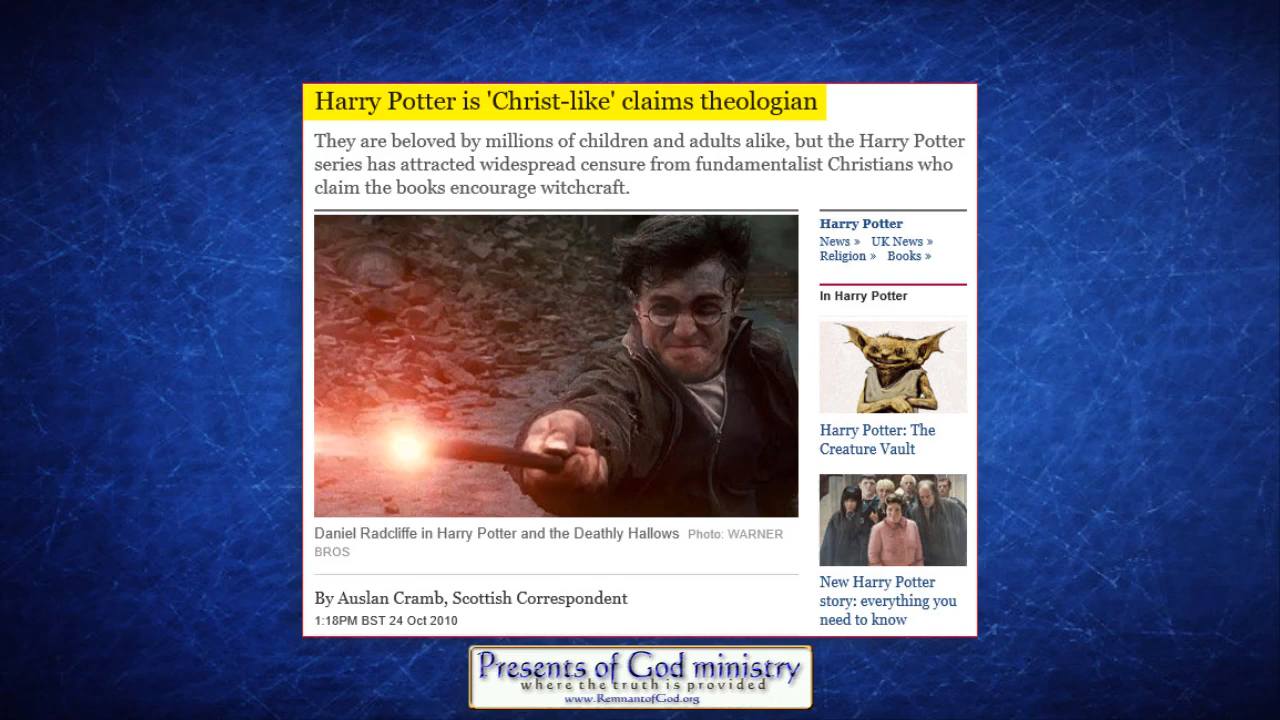 Harry Potter is 'Christ-like' claims theologian
They are beloved by millions of children and adults alike, but the Harry Potter
series has attracted widespread censure from fundamentalist Christians who
claim the books encourage witchcraft.
Daniel Radcliffe in Harry Potter and the Deathly Hallows Photo: WARNER
BROS
By Auslan Cramb, Scottish Correspondent
1:18PM BST 24 Oct 2010
Harry Potter
News » UK News »
Religion » Books »
In Harry Potter
Harry Potter: The
Creature Vault
New Harry Potter
story: everything you
need to know
Presents of God ministry
where the truth is provided
www.RemnantofGod.org